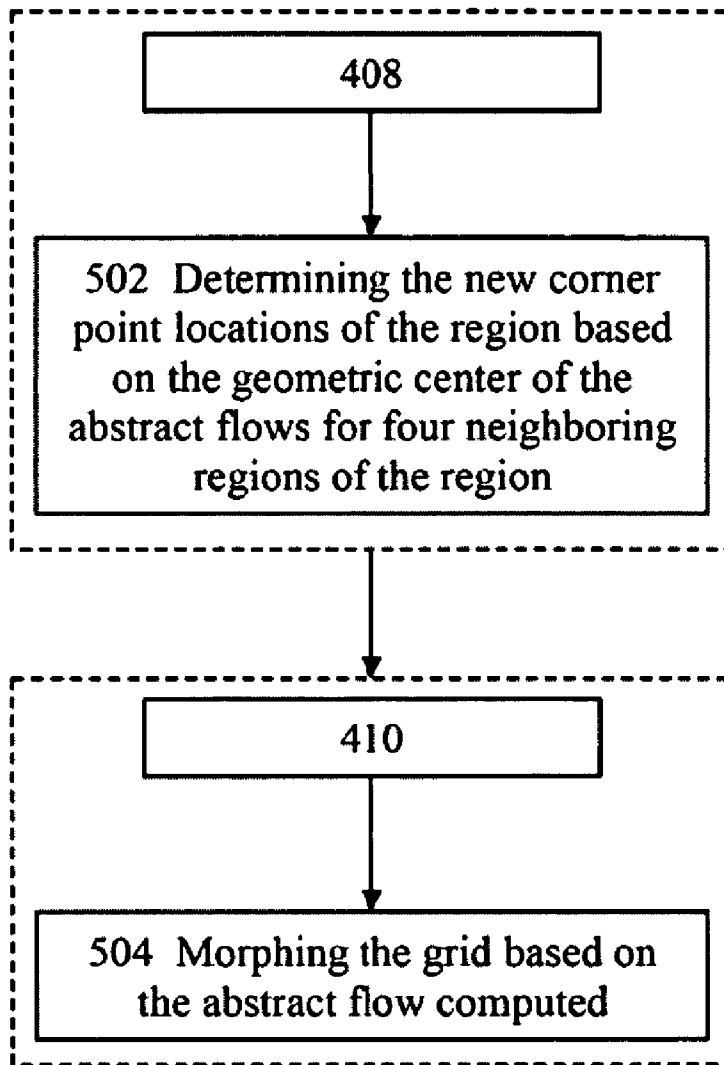 408
502 Determining the new corner
point locations of the region based
on the geometric center of the
abstract flows for four neighboring
regions of the region
410
504 Morphing the grid based on
the abstract flow computed